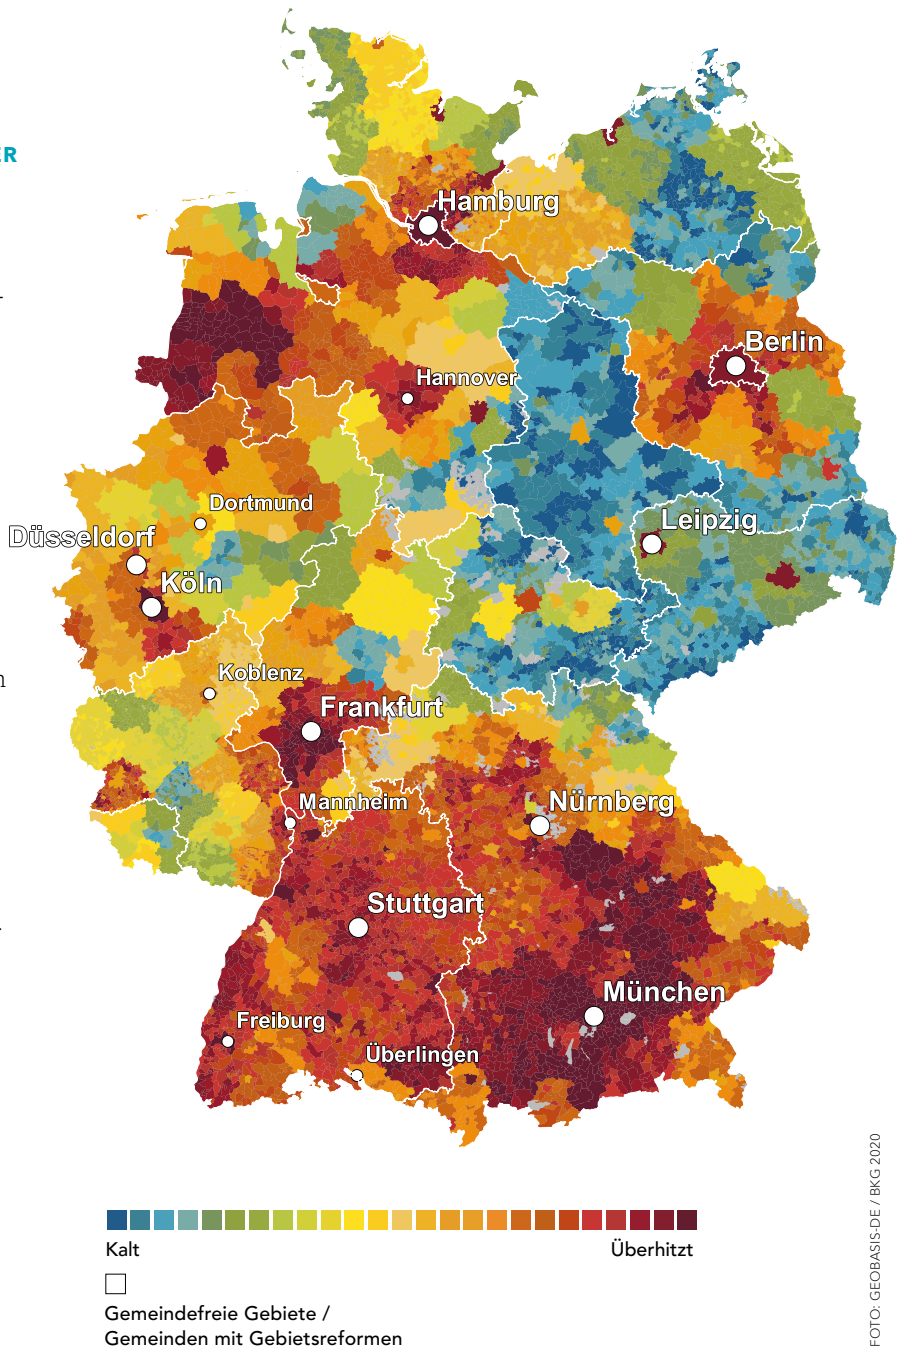 ER
Hamburg
Berlin
Hannover
Dortmund
Leipzig
Düsseldorf
Köln
Koblenz
Frankfurt
Mannheim
Nürnberg
Stuttgart
München
Freiburg
Überlingen
Kalt
Überhitzt
Gemeindefreie Gebiete /
Gemeinden mit Gebietsreformen
FOTO: GEOBASIS-DE / BKG 2020